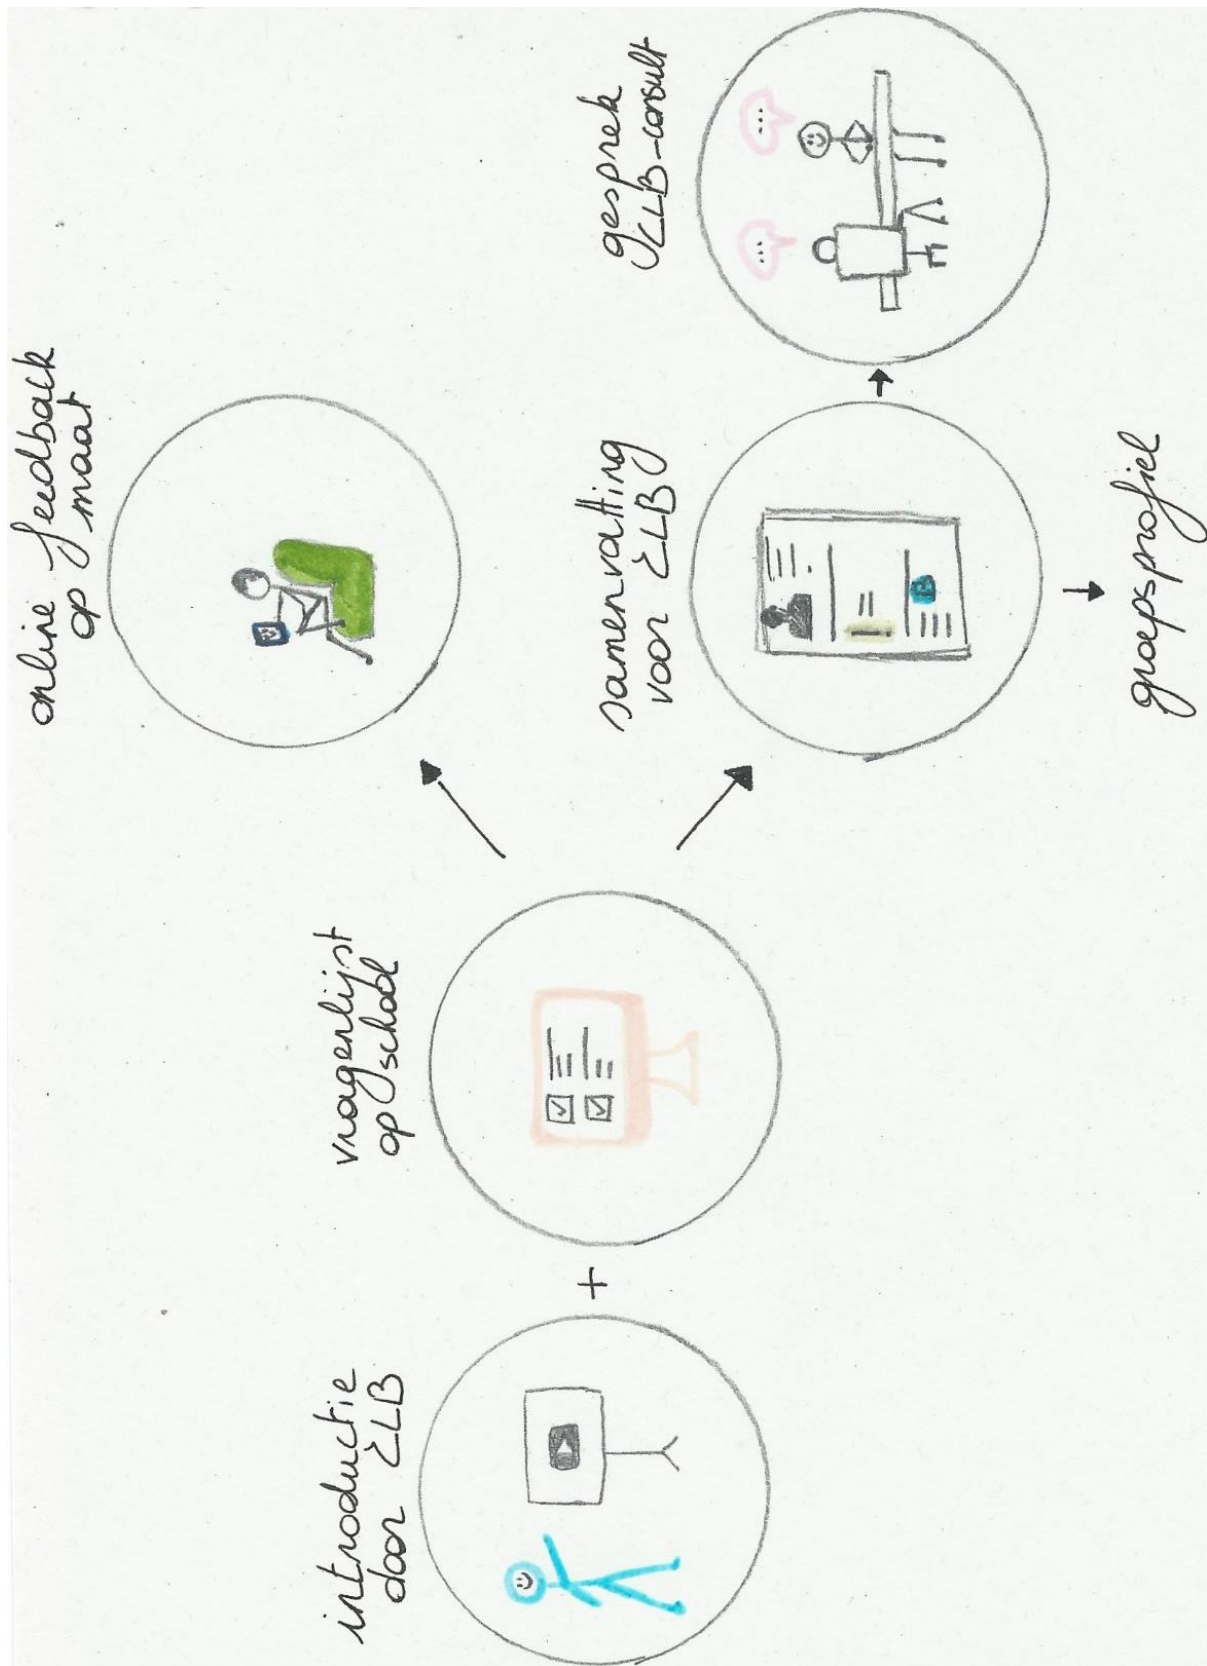 introductie
door CLB
+
vragenlijst
op school
online feedback
op maat
samenvatting
voor CLB
gesprek
CLB-consult
...
...
groepsprofiel